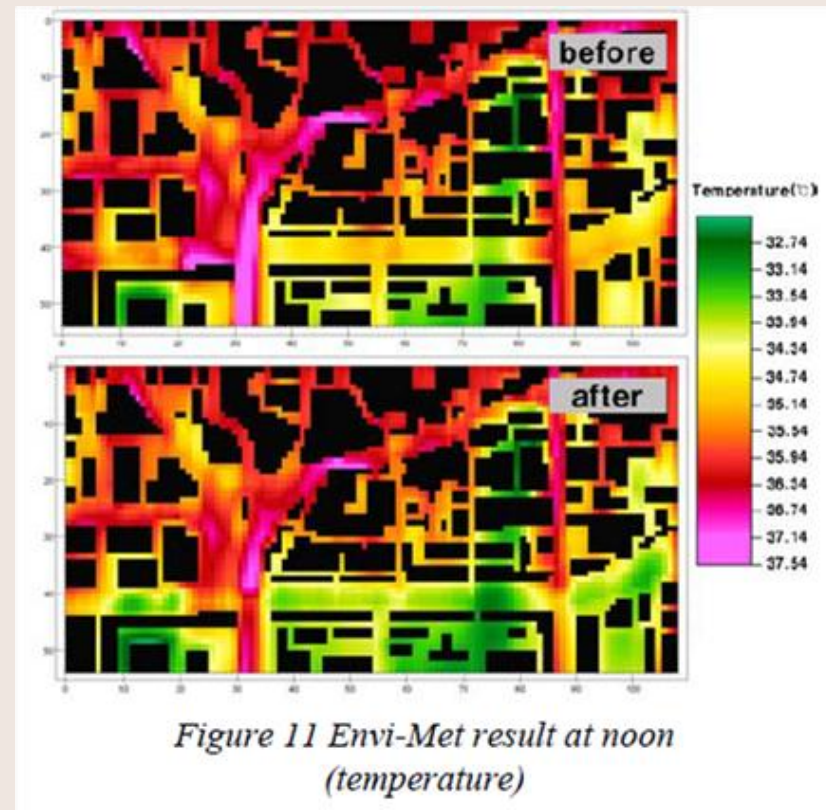 before
Temperature(℃)
32.74
33.14
33.54
33.94
34.34
34.74
35.14
35.54
35.94
36.34
36.74
37.14
37.54
after
Figure 11 Envi-Met result at noon
(temperature)